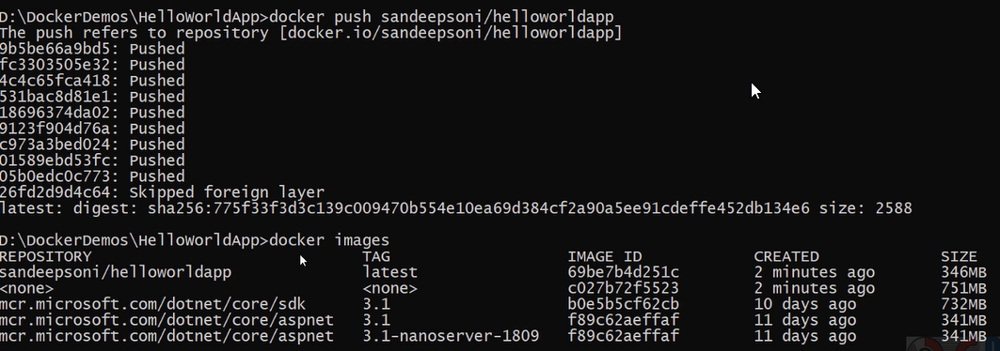 D:\DockerDemos\HelloWorldApp>docker push sandeepsoni/helloworldapp
The push refers to repository [docker.io/sandeepsoni/helloworldapp]
9b5be66a9bd5: Pushed
fc3303505e32: Pushed
4c4c65fca418: Pushed
531bac8d81e1: Pushed
18696374da02: Pushed
9123f904d76a: Pushed
c973a3bed024: Pushed
01589ebd53fc: Pushed
05b0edc0c773: Pushed
26fd2d9d4c64: Skipped foreign layer
latest: digest: sha256:775f33f3d3c139c009470b554e10ea69d384cf2a90a5ee91cdeffe452db134e6 size: 2588
D:\DockerDemos\HelloWorldApp>docker images
REPOSITORY TAG IMAGE ID CREATED SIZE
sandeepsoni/helloworldapp latest 69be7b4d251c 2 minutes ago 346MB
<none> <none> c027b72f5523 2 minutes ago 751MB
mcr.microsoft.com/dotnet/core/sdk 3.1 b0e5b5cf62cb 10 days ago 732MB
mcr.microsoft.com/dotnet/core/aspnet 3.1 f89c62aeffaf 11 days ago 341MB
mcr.microsoft.com/dotnet/core/aspnet 3.1-nanoserver-1809 f89c62aeffaf 11 days ago 341MB